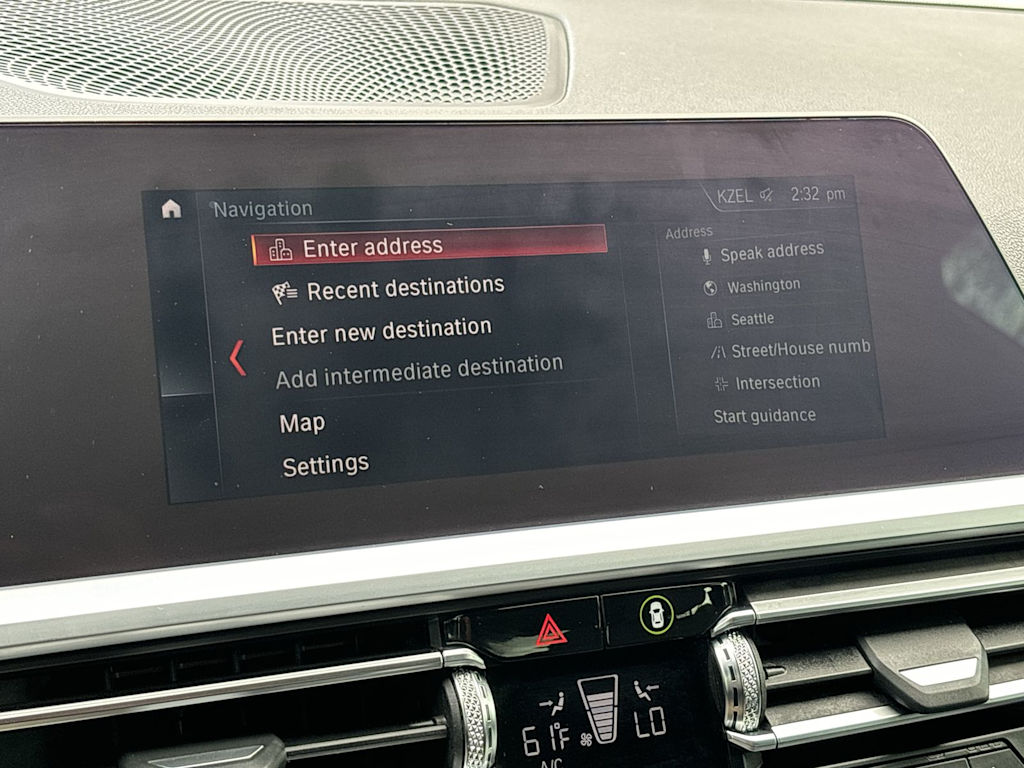 Navigation
KZEL 2:32 pm
Enter address
Recent destinations
Enter new destination
Add intermediate destination
Map
Settings
Address
Speak address
Washington
Seattle
Street/House numb
Intersection
Start guidance
61°F LO
A/C